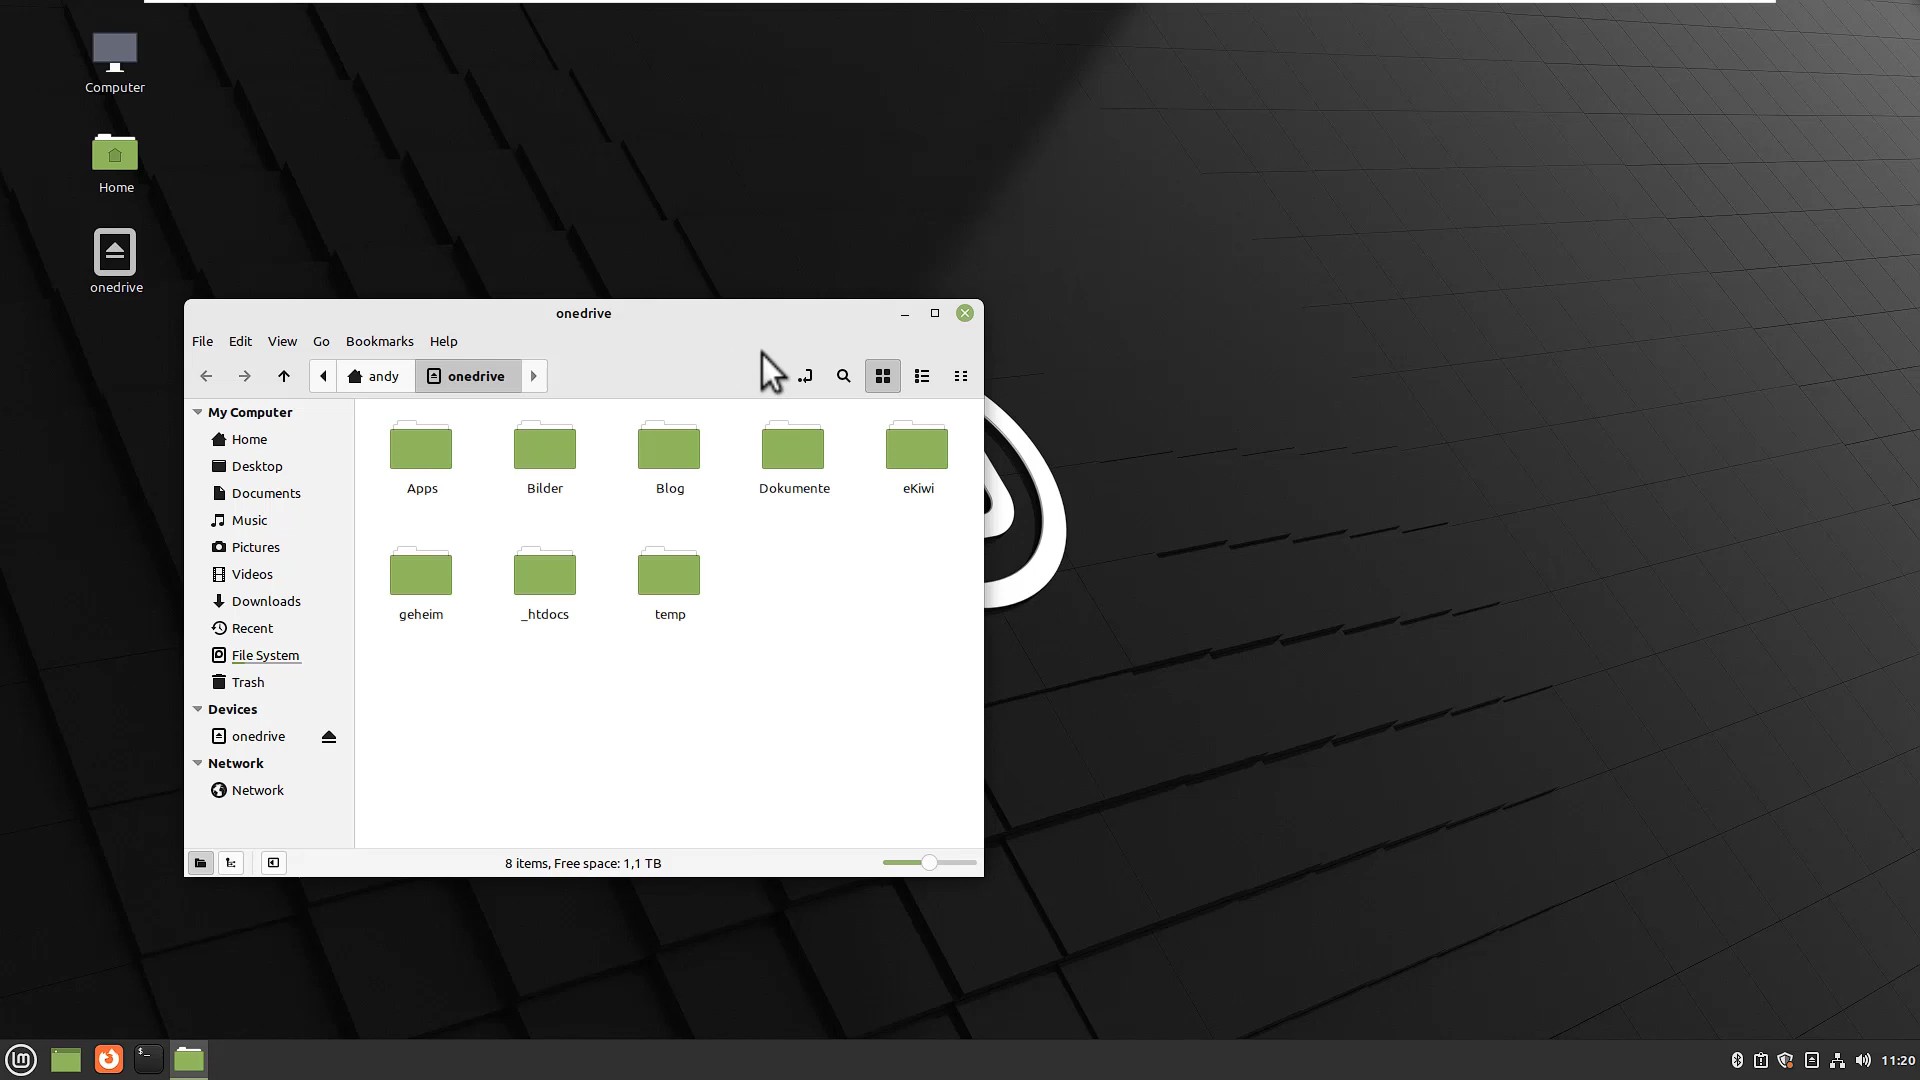 Computer
Home
onedrive
onedrive
File Edit View Go Bookmarks Help
andy onedrive
My Computer
Home
Desktop
Documents
Music
Pictures
Videos
Downloads
Recent
File System
Trash
Devices
onedrive
Network
Network
Apps Bilder Blog Dokumente eKiwi
geheim _htdocs temp
8 items, Free space: 1,1 TB
lm $_ 11:20